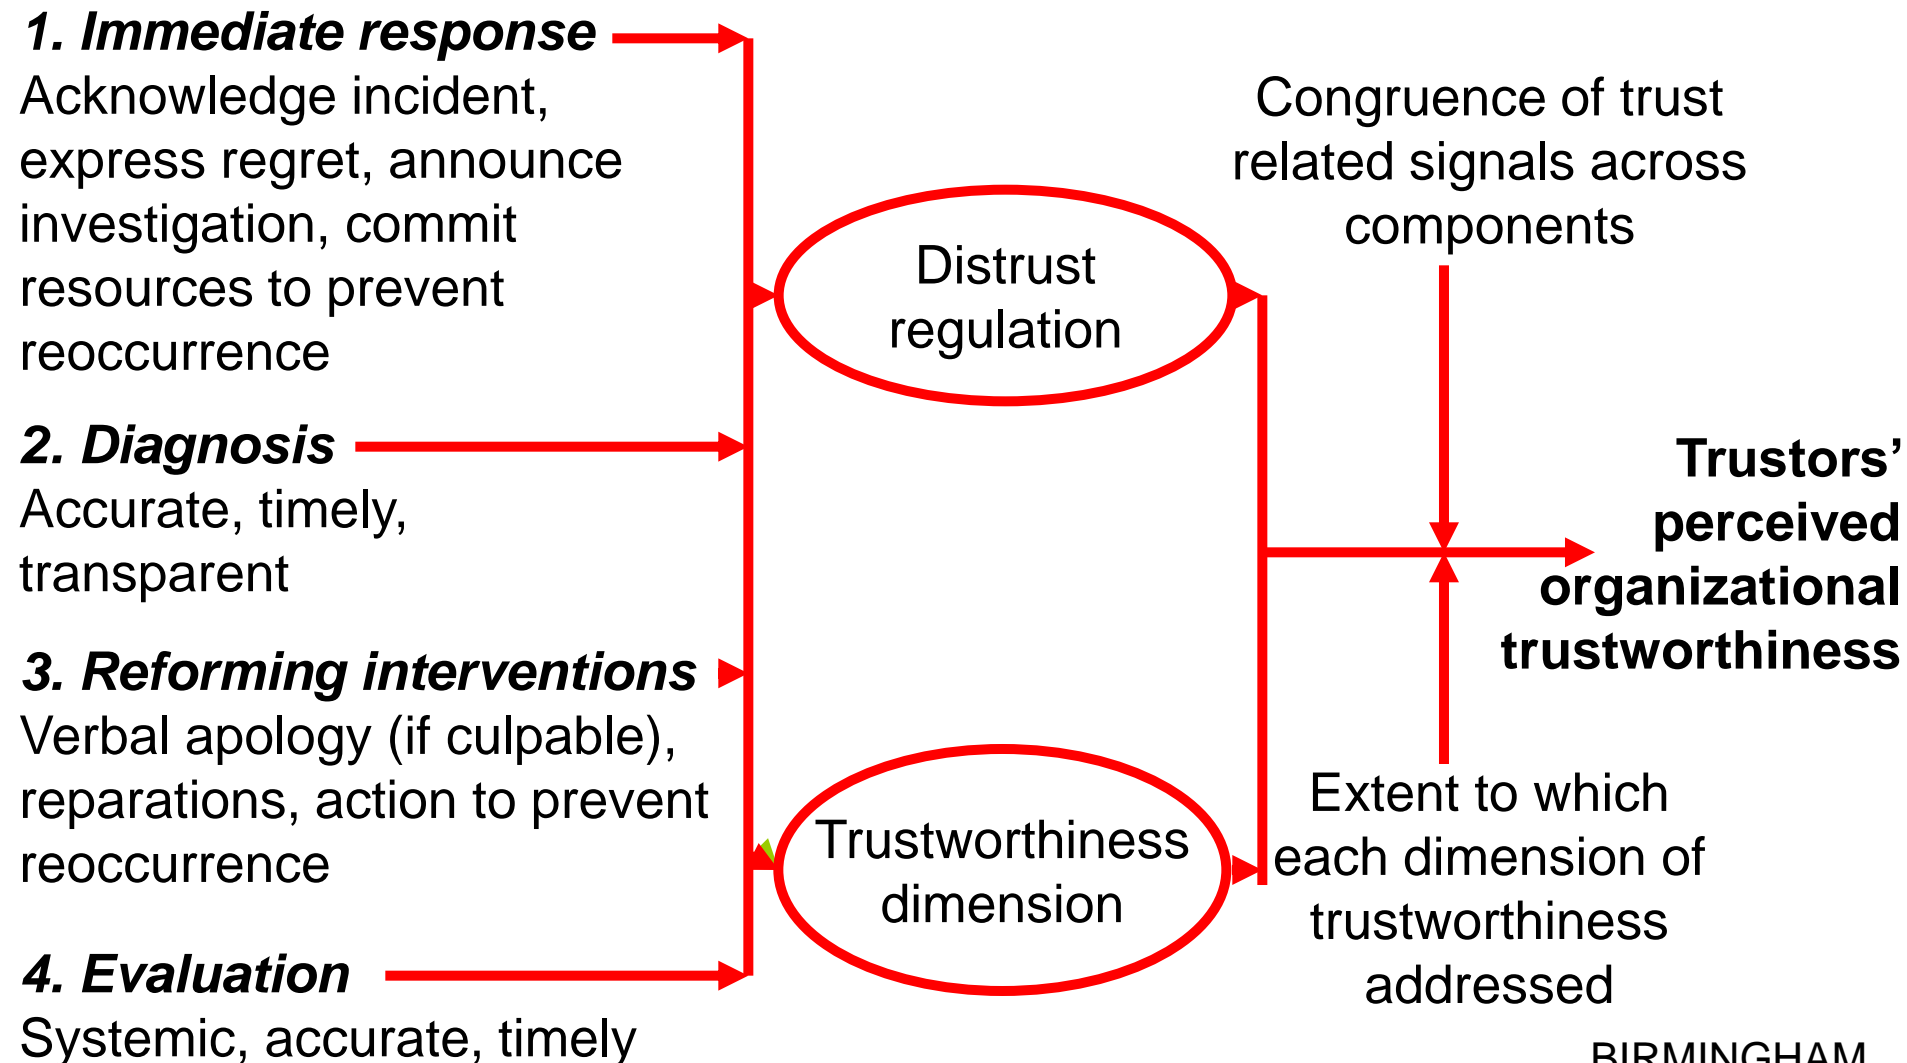 1. Immediate response
Acknowledge incident,
express regret, announce
investigation, commit
resources to prevent
reoccurrence
2. Diagnosis
Accurate, timely,
transparent
3. Reforming interventions
Verbal apology (if culpable),
reparations, action to prevent
reoccurrence
4. Evaluation
Systemic, accurate, timely
Distrust
regulation
Trustworthiness
dimension
Congruence of trust
related signals across
components
Extent to which
each dimension of
trustworthiness
addressed
Trustors’
perceived
organizational
trustworthiness
BIRMINGHAM